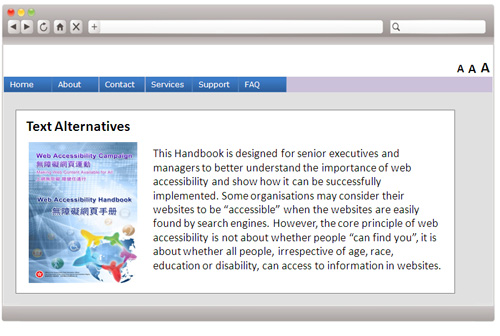 A A A
Home About Contact Services Support FAQ
Text Alternatives
Web Accessibility Campaign
無障礙網頁運動
Web Accessibility Handbook
無障礙網頁手冊
This Handbook is designed for senior executives and
managers to better understand the importance of web
accessibility and show how it can be successfully
implemented. Some organisations may consider their
websites to be “accessible” when the websites are easily
found by search engines. However, the core principle of web
accessibility is not about whether people “can find you”, it is
about whether all people, irrespective of age, race,
education or disability, can access to information in websites.